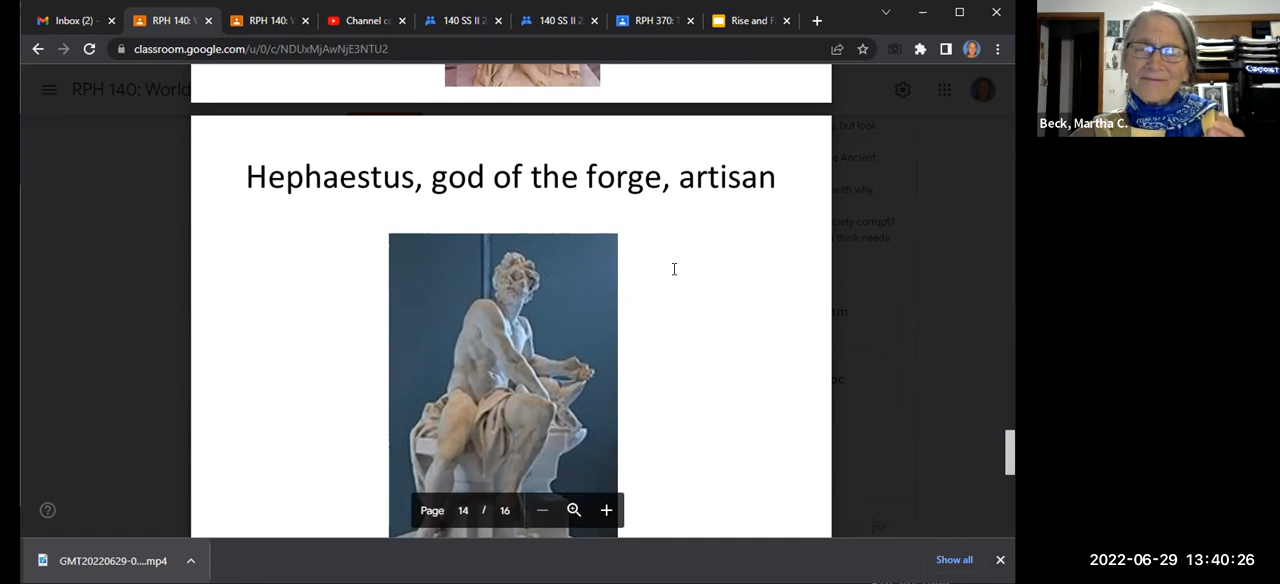 Inbox (2) -
RPH 140: W
RPH 140: W
Channel co
140 SS II 2
140 SS II 2
RPH 370: T
Rise and F
classroom.google.com/u/0/c/NDUxMjAwNjE3NTU2
RPH 140: World
Beck, Martha C.
, but look
Ancient
with why...
ciety corrupt?
think needs
Hephaestus, god of the forge, artisan
Page 14 / 16
GMT20220629-0....mp4
Show all
2022-06-29 13:40:26